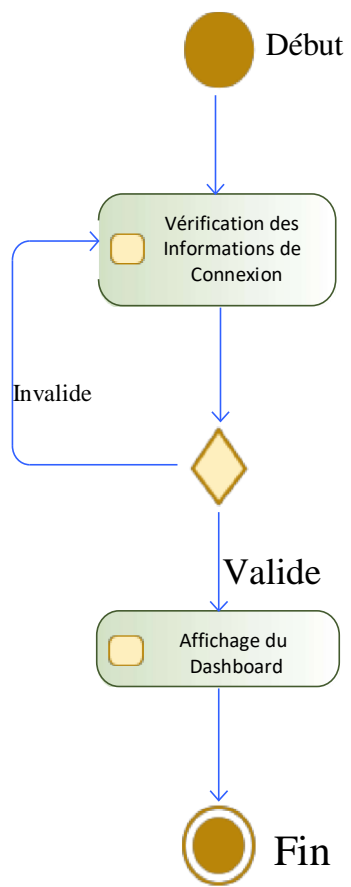 Début
Vérification des
Informations de
Connexion
Invalide
Valide
Affichage du
Dashboard
Fin